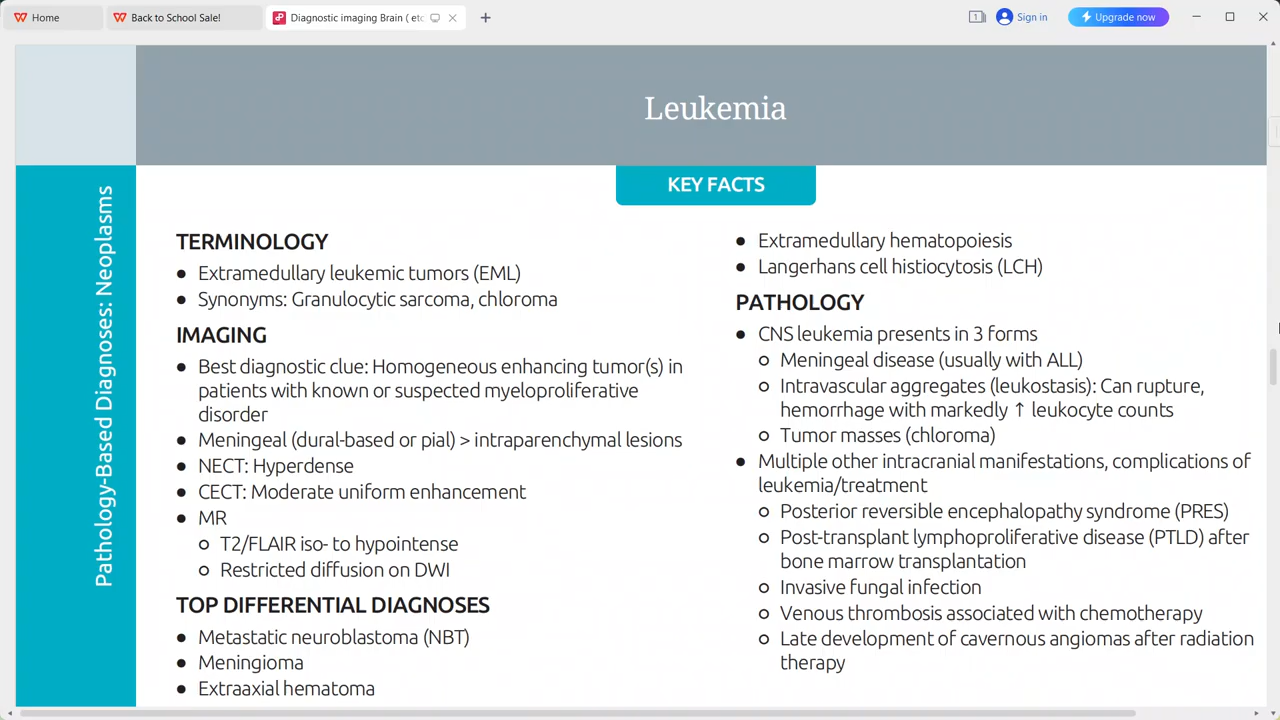 Home
Back to School Sale!
Diagnostic imaging Brain ( etc
1
Sign in
Upgrade now
Leukemia
Pathology-Based Diagnoses: Neoplasms
KEY FACTS
TERMINOLOGY
● Extramedullary leukemic tumors (EML)
● Synonyms: Granulocytic sarcoma, chloroma
IMAGING
● Best diagnostic clue: Homogeneous enhancing tumor(s) in
patients with known or suspected myeloproliferative
disorder
● Meningeal (dural-based or pial) > intraparenchymal lesions
● NECT: Hyperdense
● CECT: Moderate uniform enhancement
● MR
○ T2/FLAIR iso- to hypointense
○ Restricted diffusion on DWI
TOP DIFFERENTIAL DIAGNOSES
● Metastatic neuroblastoma (NBT)
● Meningioma
● Extraaxial hematoma
● Extramedullary hematopoiesis
● Langerhans cell histiocytosis (LCH)
PATHOLOGY
● CNS leukemia presents in 3 forms
○ Meningeal disease (usually with ALL)
○ Intravascular aggregates (leukostasis): Can rupture,
hemorrhage with markedly ↑ leukocyte counts
○ Tumor masses (chloroma)
● Multiple other intracranial manifestations, complications of
leukemia/treatment
○ Posterior reversible encephalopathy syndrome (PRES)
○ Post-transplant lymphoproliferative disease (PTLD) after
bone marrow transplantation
○ Invasive fungal infection
○ Venous thrombosis associated with chemotherapy
○ Late development of cavernous angiomas after radiation
therapy